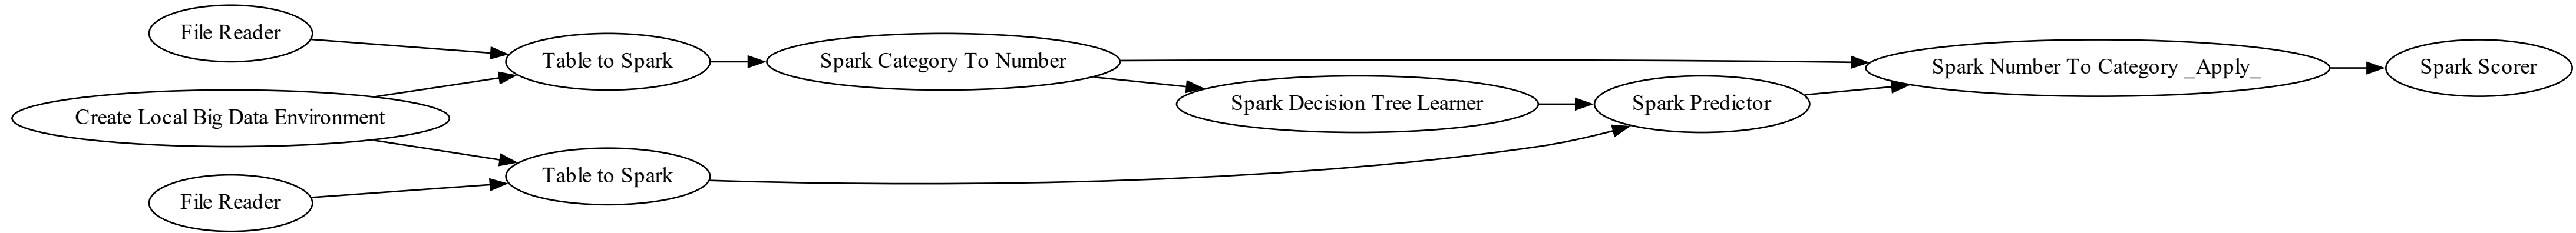 File Reader
Create Local Big Data Environment
File Reader
Table to Spark
Table to Spark
Spark Category To Number
Spark Decision Tree Learner
Spark Predictor
Spark Number To Category _Apply_
Spark Scorer